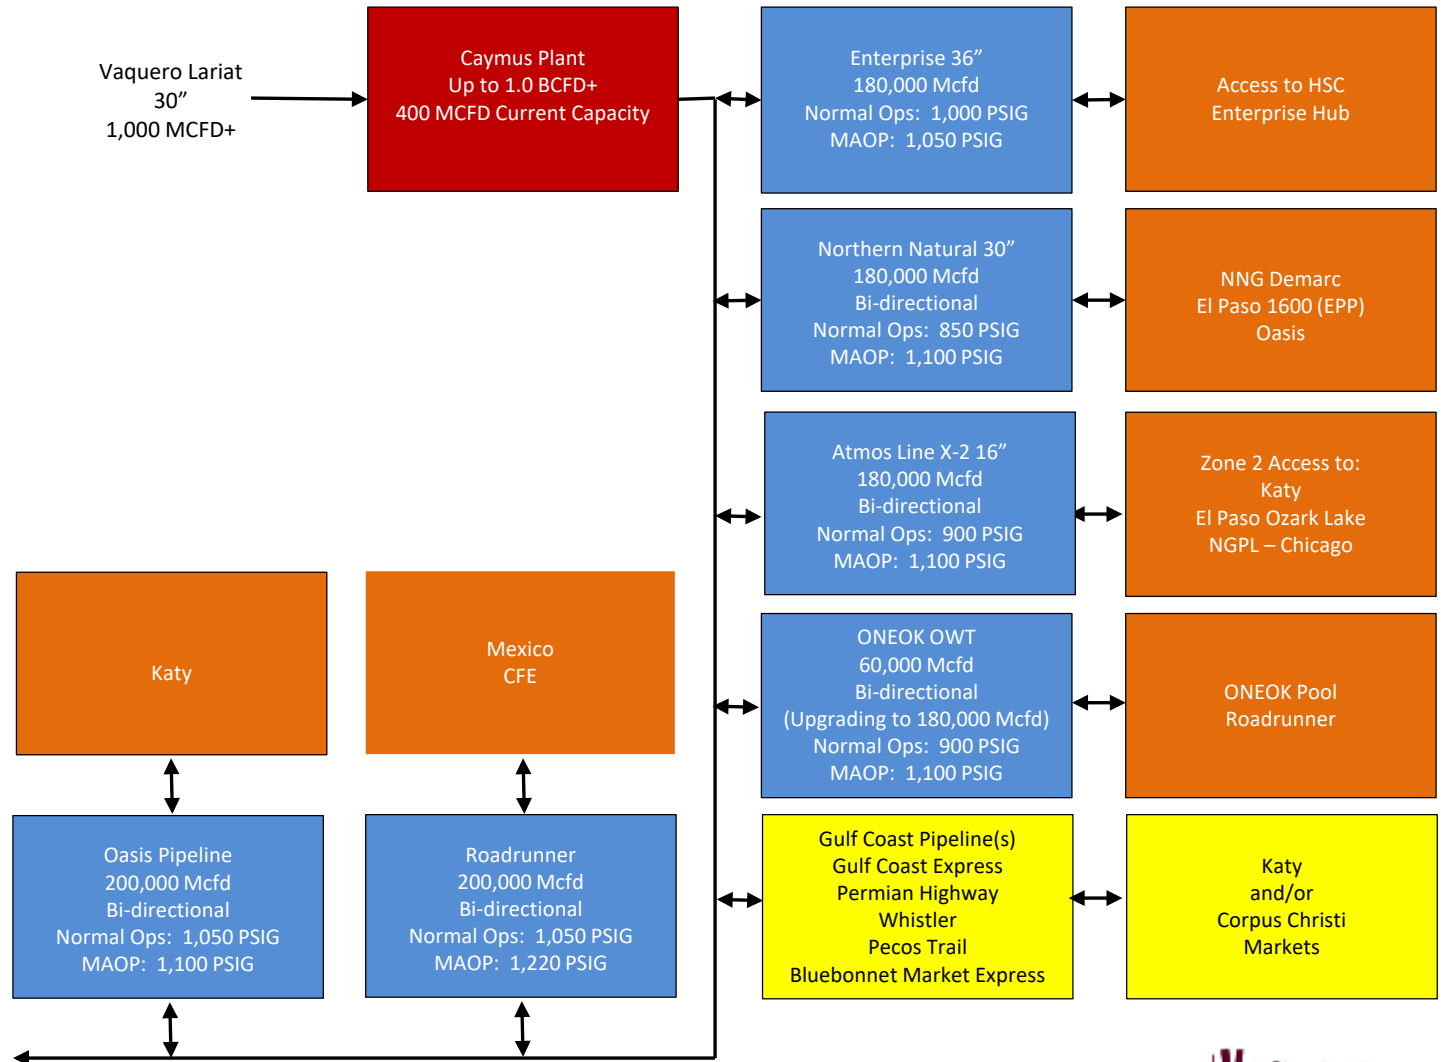 Vaquero Lariat
30”
1,000 MCFD+
Caymus Plant
Up to 1.0 BCFD+
400 MCFD Current Capacity
Enterprise 36”
180,000 Mcfd
Normal Ops: 1,000 PSIG
MAOP: 1,050 PSIG
Access to HSC
Enterprise Hub
Northern Natural 30”
180,000 Mcfd
Bi-directional
Normal Ops: 850 PSIG
MAOP: 1,100 PSIG
NNG Demarc
El Paso 1600 (EPP)
Oasis
Atmos Line X-2 16”
180,000 Mcfd
Bi-directional
Normal Ops: 900 PSIG
MAOP: 1,100 PSIG
Zone 2 Access to:
Katy
El Paso Ozark Lake
NGPL – Chicago
Katy
Mexico
CFE
ONEOK OWT
60,000 Mcfd
Bi-directional
(Upgrading to 180,000 Mcfd)
Normal Ops: 900 PSIG
MAOP: 1,100 PSIG
ONEOK Pool
Roadrunner
Oasis Pipeline
200,000 Mcfd
Bi-directional
Normal Ops: 1,050 PSIG
MAOP: 1,100 PSIG
Roadrunner
200,000 Mcfd
Bi-directional
Normal Ops: 1,050 PSIG
MAOP: 1,220 PSIG
Gulf Coast Pipeline(s)
Gulf Coast Express
Permian Highway
Whistler
Pecos Trail
Bluebonnet Market Express
Katy
and/or
Corpus Christi
Markets